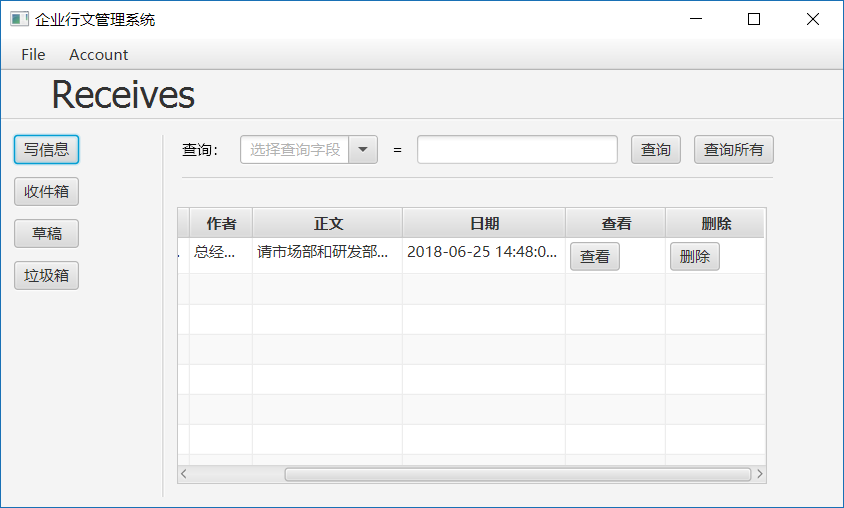 企业行文管理系统
File Account
Receives
写信息
收件箱
草稿
垃圾箱
查询： 选择查询字段 = 查询 查询所有
作者 正文 日期 查看 删除
总经... 请市场部和研发部... 2018-06-25 14:48:0... 查看 删除